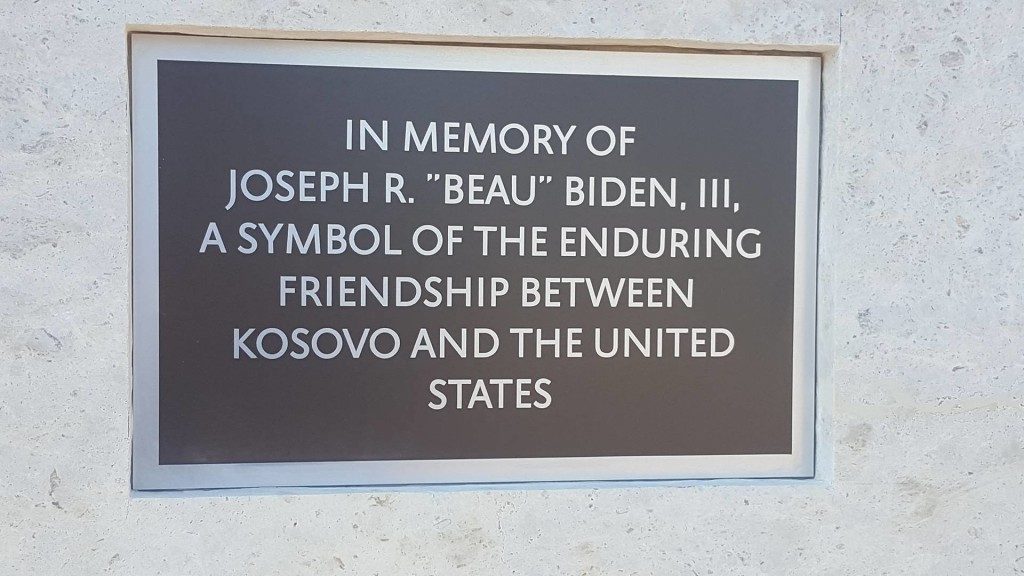 IN MEMORY OF
JOSEPH R. ”BEAU” BIDEN, III,
A SYMBOL OF THE ENDURING
FRIENDSHIP BETWEEN
KOSOVO AND THE UNITED
STATES